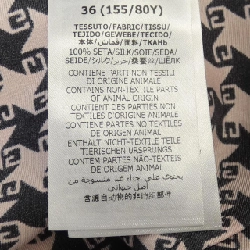 36 (155/80Y)
TESSUTO/FABRIC/TISSU/
TEJIDO/GEWEBE/TECIDO/
100% SETA/SILK/SOIE/SEDA/
SEIDE/
CONTIENE PARTI NON TESSILI
DI ORIGINE ANIMALE
CONTAINS NON-TEXTILE PARTS
OF ANIMAL ORIGIN
CONTIENT DES PARTIES NON
TEXTILES D'ORIGINE ANIMALE
CONTIENE PARTES NO TEXTILES
DE ORIGEN ANIMAL
ENTHÄLT NICHT-TEXTILE TEILE
TIERISCHEN URSPRUNGS
CONTÉM PARTES NÃO-TÊXTEIS
DE ORIGEM ANIMAL
أصل حيواني